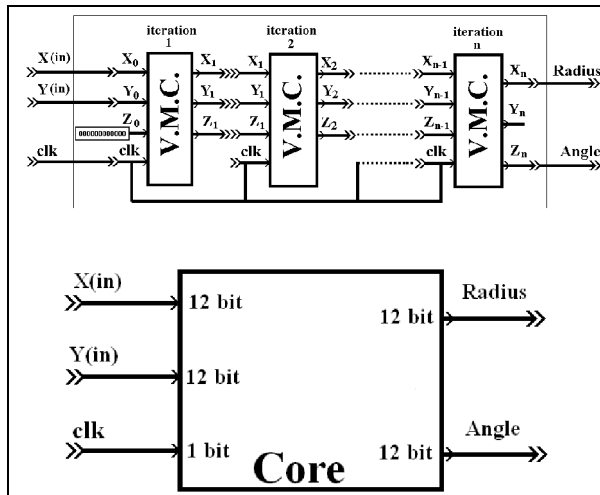 iteration iteration iteration
1 2 n
X(in) X₀ X₁ X₁ X₂ Xₙ₋₁ Xₙ Radius
Y(in) Y₀ Y₁ Y₁ Y₂ Yₙ₋₁ Yₙ
Z₀ Z₁ Z₁ Z₂ Zₙ₋₁ Zₙ Angle
000000000000
clk clk clk clk
V.M.C. V.M.C. V.M.C.
X(in) 12 bit 12 bit Radius
Y(in) 12 bit
clk 1 bit 12 bit Angle
Core